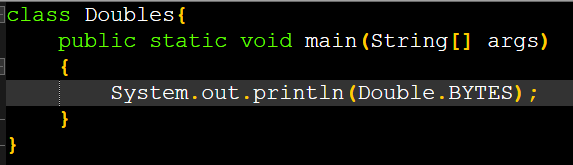 class Doubles{
    public static void main(String[] args)
    {
        System.out.println(Double.BYTES);
    }
}